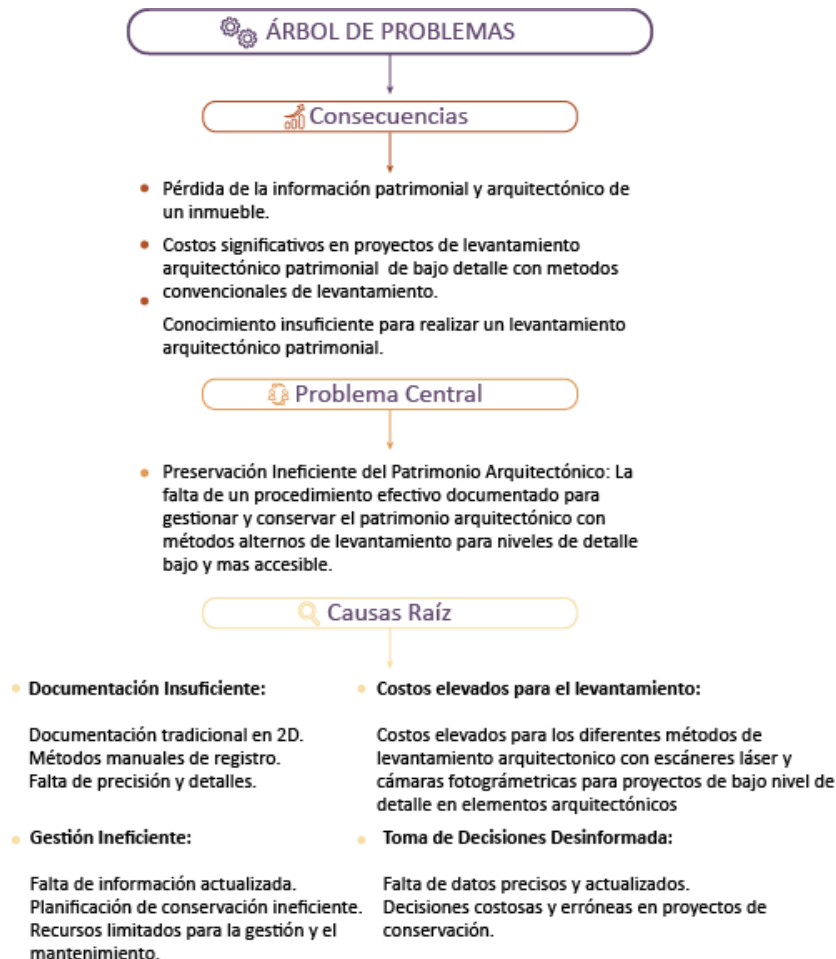 ÁRBOL DE PROBLEMAS
Consecuencias
Pérdida de la información patrimonial y arquitectónico de
un inmueble.
Costos significativos en proyectos de levantamiento
arquitectónico patrimonial de bajo detalle con metodos
convencionales de levantamiento.
Conocimiento insuficiente para realizar un levantamiento
arquitectónico patrimonial.
Problema Central
Preservación Ineficiente del Patrimonio Arquitectónico: La
falta de un procedimiento efectivo documentado para
gestionar y conservar el patrimonio arquitectónico con
métodos alternos de levantamiento para niveles de detalle
bajo y mas accesible.
Causas Raíz
Documentación Insuficiente:
Documentación tradicional en 2D.
Métodos manuales de registro.
Falta de precisión y detalles.
Costos elevados para el levantamiento:
Costos elevados para los diferentes métodos de
levantamiento arquitectonico con escáneres láser y
cámaras fotográmetricas para proyectos de bajo nivel de
detalle en elementos arquitectónicos
Gestión Ineficiente:
Falta de información actualizada.
Planificación de conservación ineficiente.
Recursos limitados para la gestión y el
mantenimiento.
Toma de Decisiones Desinformada:
Falta de datos precisos y actualizados.
Decisiones costosas y erróneas en proyectos de
conservación.